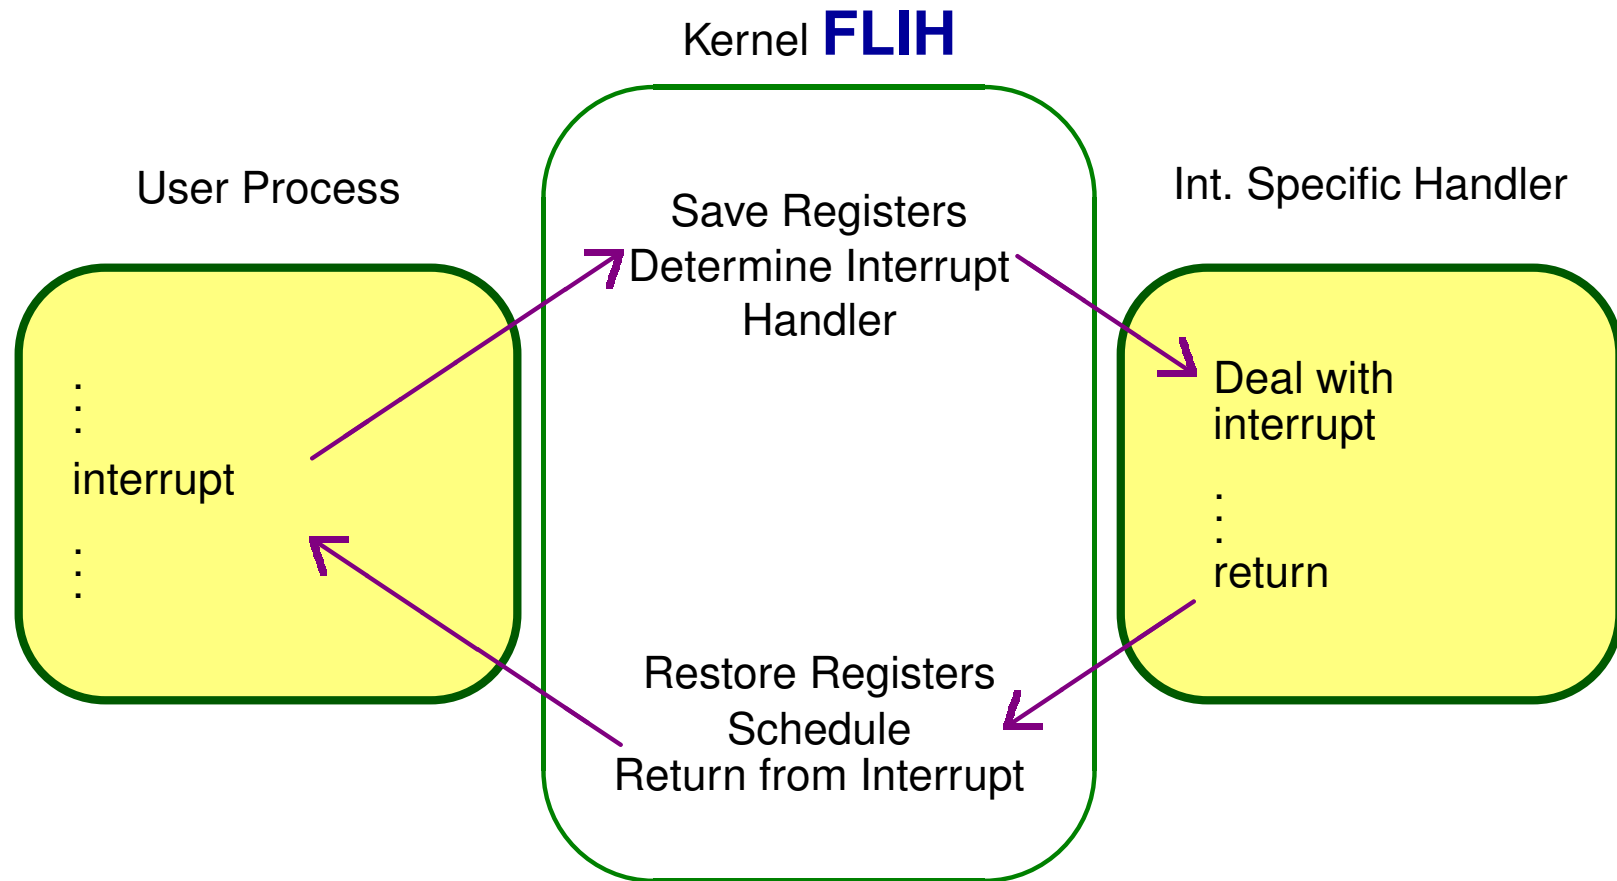 Kernel FLIH
User Process
Int. Specific Handler
Save Registers
Determine Interrupt
Handler
.
.
.
interrupt
.
.
.
Deal with
interrupt
.
.
.
return
Restore Registers
Schedule
Return from Interrupt